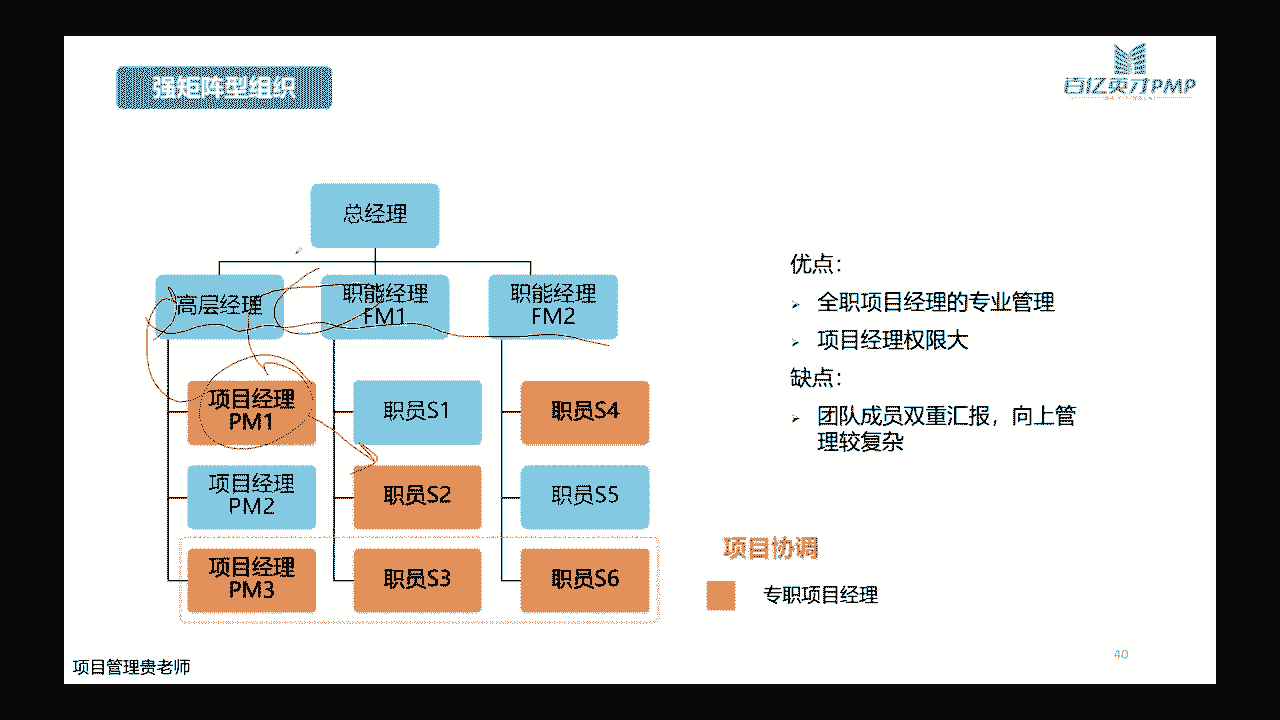 强矩阵型组织
百亿英才PMP
总经理
高层经理
职能经理
FM1
职能经理
FM2
项目经理
PM1
职员S1
职员S4
项目经理
PM2
职员S2
职员S5
项目经理
PM3
职员S3
职员S6
优点：
全职项目经理的专业管理
项目经理权限大
缺点：
团队成员双重汇报，向上管
理较复杂
项目协调
专职项目经理
40
项目管理贵老师